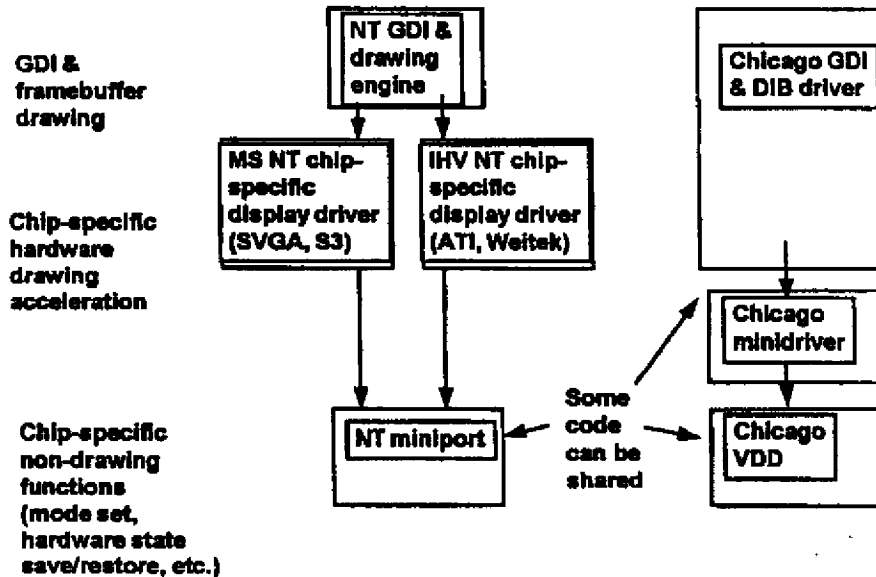 GDI &
framebuffer
drawing
NT GDI &
drawing
engine
Chicago GDI
& DIB driver
MS NT chip-
specific
display driver
(SVGA, S3)
IHV NT chip-
specific
display driver
(ATI, Weitek)
Chip-specific
hardware
drawing
acceleration
Chicago
minidriver
Some
code
can be
shared
Chip-specific
non-drawing
functions
(mode set,
hardware state
save/restore, etc.)
NT miniport
Chicago
VDD